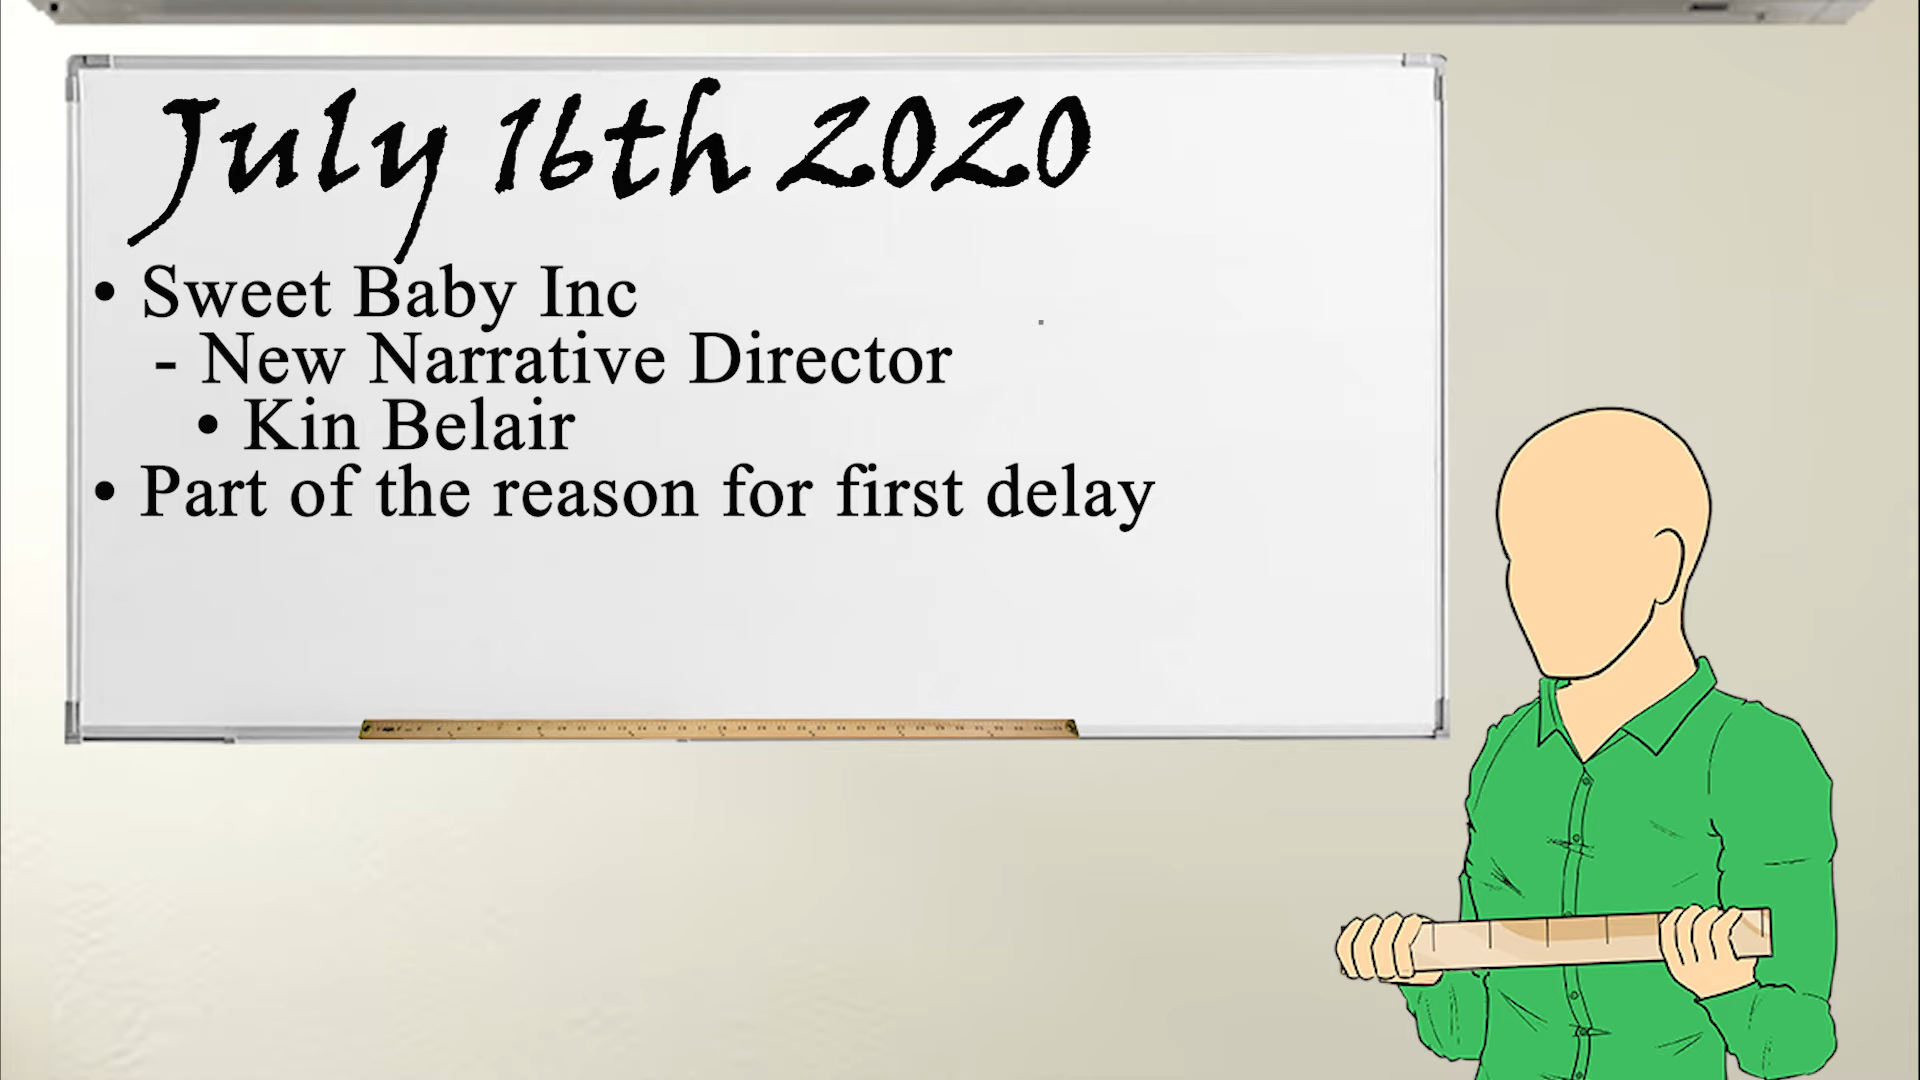 July 16th 2020
• Sweet Baby Inc
- New Narrative Director
• Kin Belair
• Part of the reason for first delay